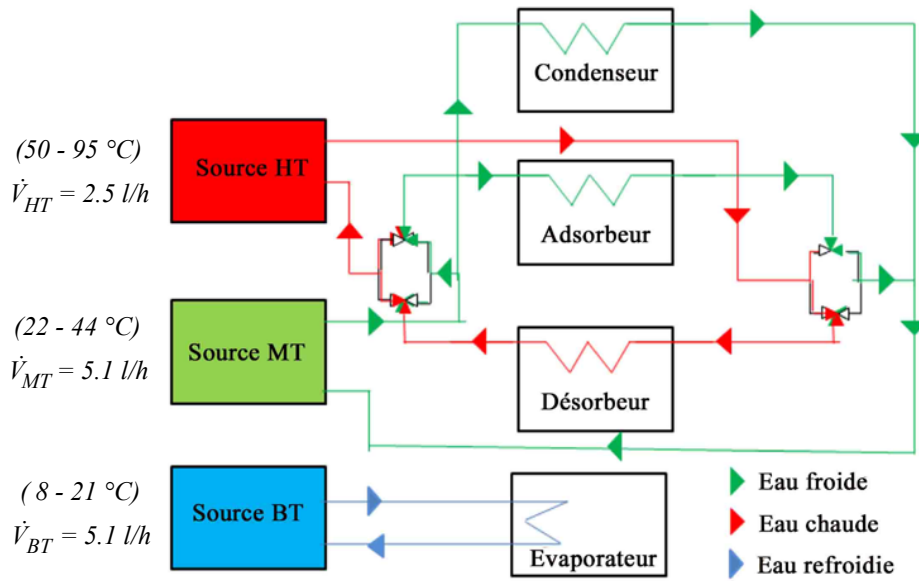 Condenseur
(50 - 95 °C)
Source HT
V̇HT = 2.5 l/h
Adsorbeur
(22 - 44 °C)
Source MT
V̇MT = 5.1 l/h
Désorbeur
( 8 - 21 °C)
Source BT
V̇BT = 5.1 l/h
Evaporateur
Eau froide
Eau chaude
Eau refroidie